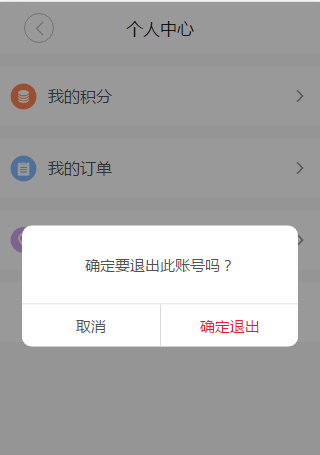 个人中心
我的积分
我的订单
确定要退出此账号吗？
取消
确定退出